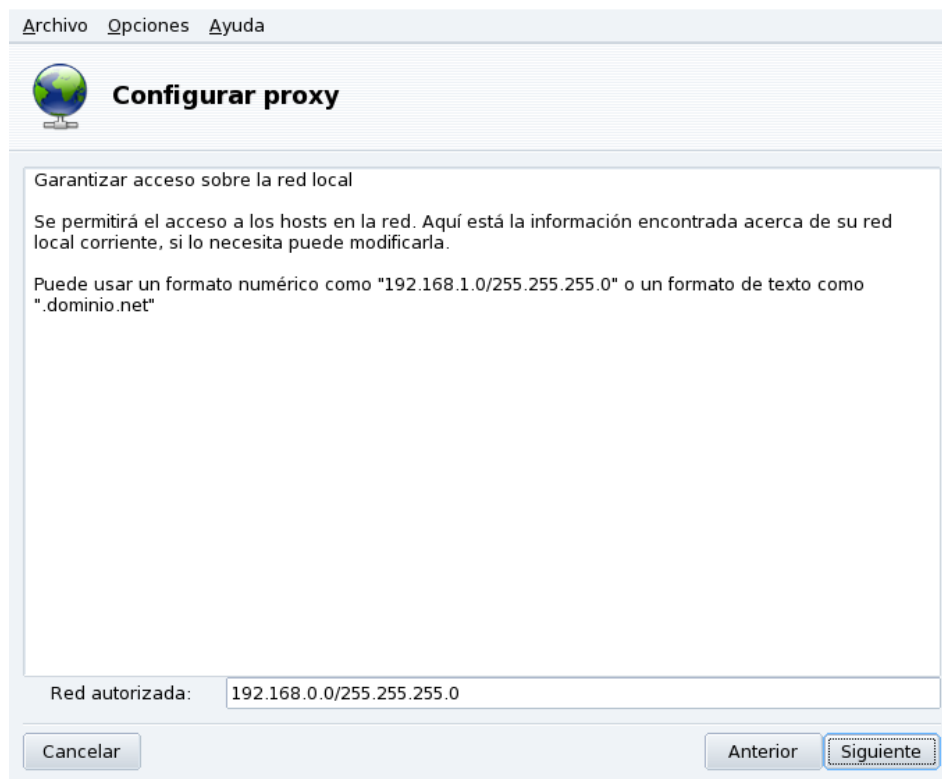 Archivo Opciones Ayuda
Configurar proxy
Garantizar acceso sobre la red local
Se permitirá el acceso a los hosts en la red. Aquí está la información encontrada acerca de su red
local corriente, si lo necesita puede modificarla.
Puede usar un formato numérico como "192.168.1.0/255.255.255.0" o un formato de texto como
".dominio.net"
Red autorizada: 192.168.0.0/255.255.255.0
Cancelar Anterior Siguiente